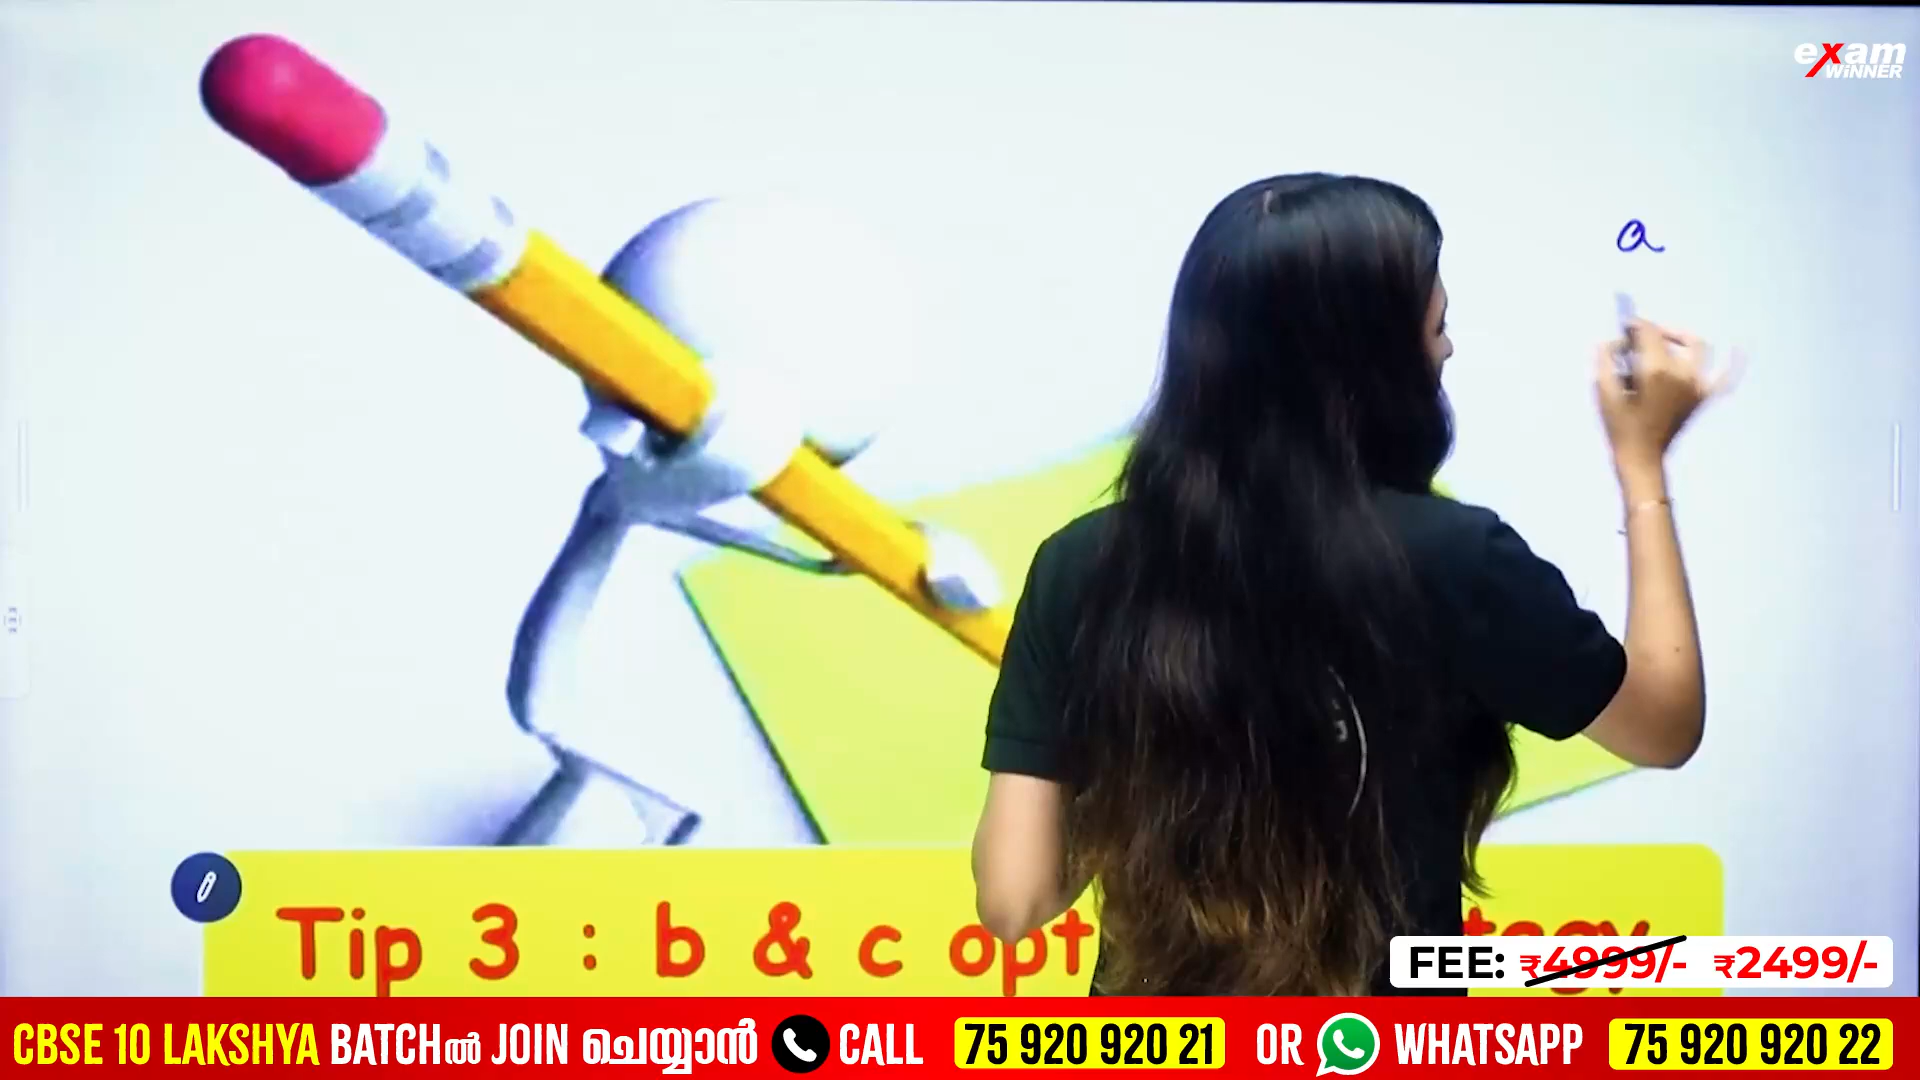 exam
WINNER
a
Tip 3 : b & c opt tegy
FEE: ₹4999/- ₹2499/-
CBSE 10 LAKSHYA BATCHൽ JOIN ചെയ്യാൻ CALL 75 920 920 21 OR WHATSAPP 75 920 920 22